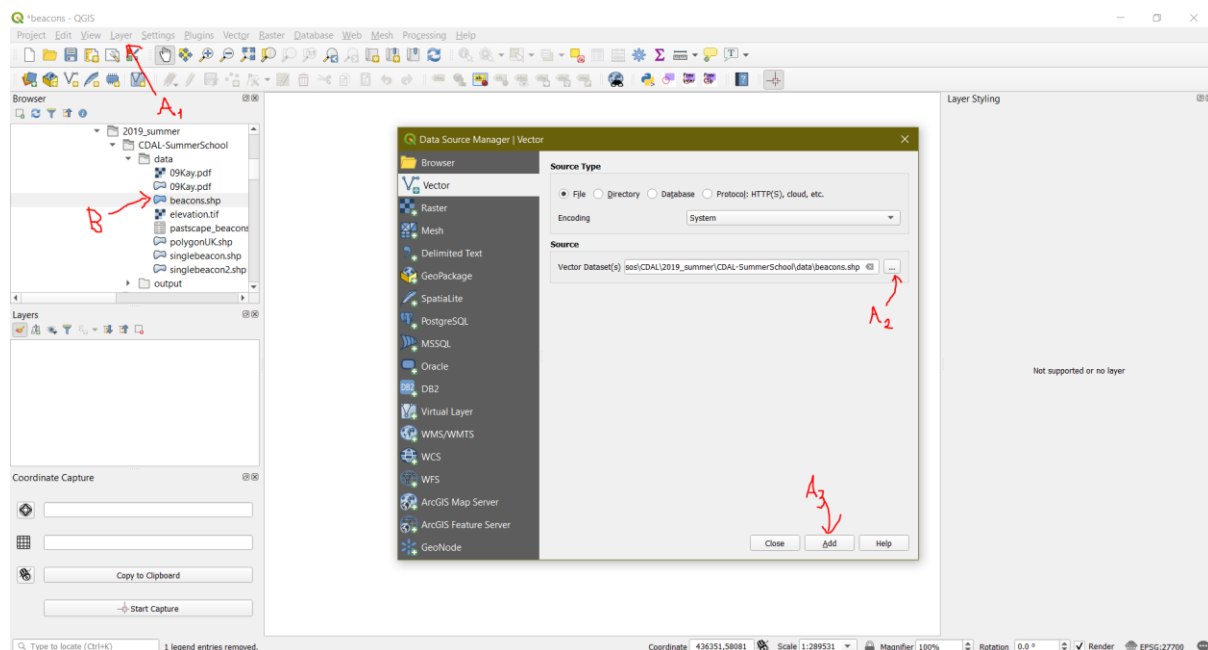 *beacons - QGIS
Project Edit View Layer Settings Plugins Vector Raster Database Web Mesh Processing Help
Browser
A1
2019_summer
CDAL-SummerSchool
data
09Kay.pdf
09Kay.pdf
B
beacons.shp
elevation.tif
pastscape_beacons
polygonUK.shp
singlebeacon.shp
singlebeacon2.shp
output
Layers
Coordinate Capture
Copy to Clipboard
Start Capture
Data Source Manager | Vector
Browser
Vector
Raster
Mesh
Delimited Text
GeoPackage
SpatiaLite
PostgreSQL
MSSQL
Oracle
DB2
DB2
Virtual Layer
WMS/WMTS
WCS
WFS
ArcGIS Map Server
ArcGIS Feature Server
GeoNode
Source Type
File Directory Database Protocol: HTTP(S), cloud, etc.
Encoding System
Source
Vector Dataset(s) sos\CDAL\2019_summer\CDAL-SummerSchool\data\beacons.shp ...
A2
A3
Close Add Help
Layer Styling
Not supported or no layer
Type to locate (Ctrl+K) 1 legend entries removed. Coordinate 436351,58081 Scale 1:289531 Magnifier 100% Rotation 0.0 ° Render EPSG:27700